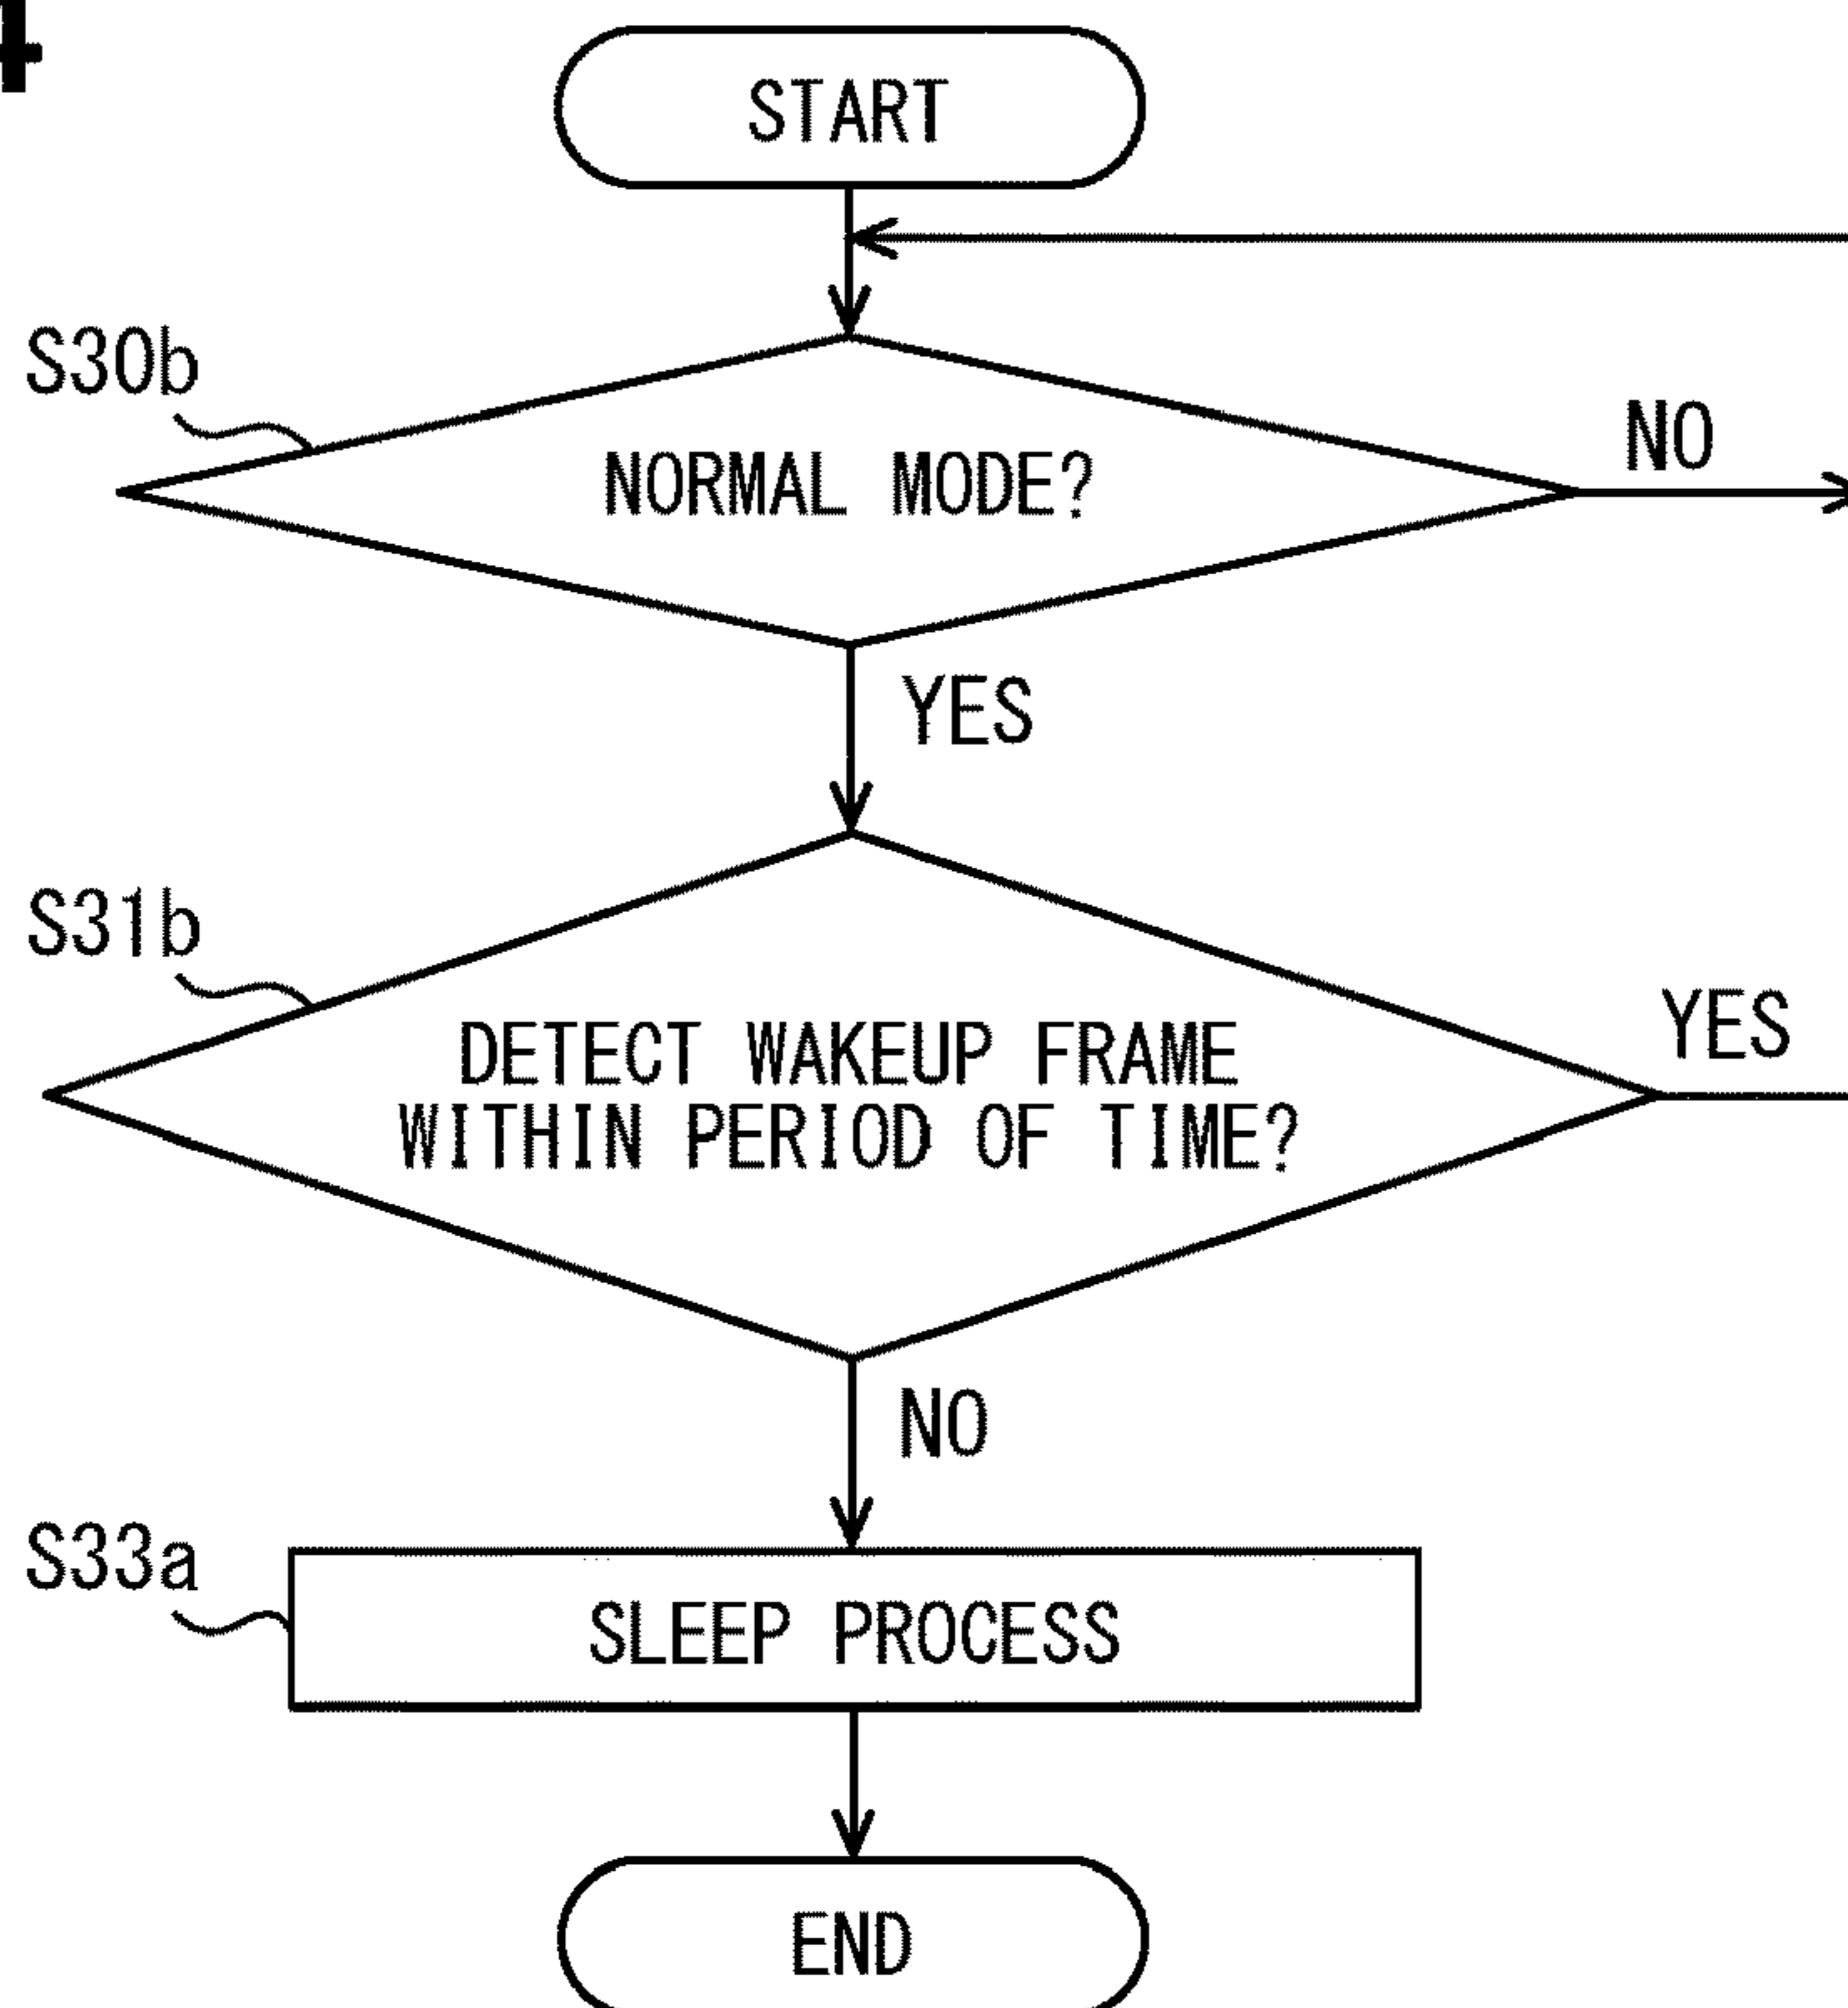 4
START
S30b
NORMAL MODE?
NO
YES
S31b
DETECT WAKEUP FRAME
WITHIN PERIOD OF TIME?
YES
NO
S33a
SLEEP PROCESS
END